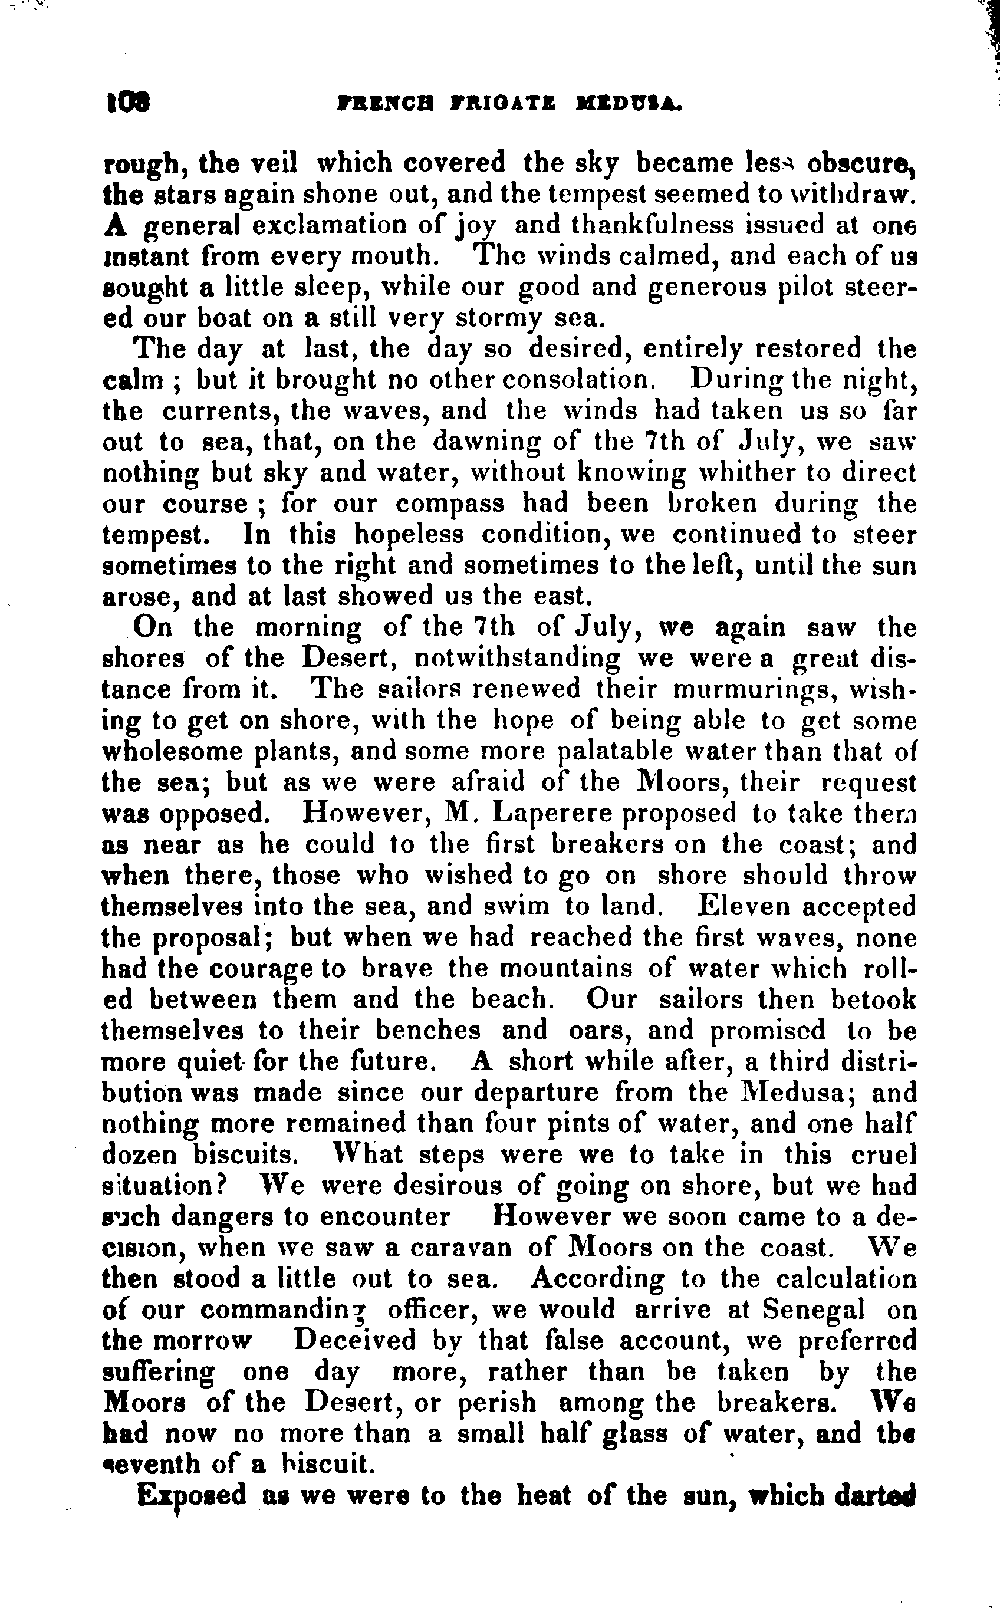 108 FRENCH FRIGATE MEDUSA.
rough, the veil which covered the sky became less obscure,
the stars again shone out, and the tempest seemed to withdraw.
A general exclamation of joy and thankfulness issued at one
instant from every mouth. The winds calmed, and each of us
sought a little sleep, while our good and generous pilot steer-
ed our boat on a still very stormy sea.
The day at last, the day so desired, entirely restored the
calm ; but it brought no other consolation. During the night,
the currents, the waves, and the winds had taken us so far
out to sea, that, on the dawning of the 7th of July, we saw
nothing but sky and water, without knowing whither to direct
our course ; for our compass had been broken during the
tempest. In this hopeless condition, we continued to steer
sometimes to the right and sometimes to the left, until the sun
arose, and at last showed us the east.
On the morning of the 7th of July, we again saw the
shores of the Desert, notwithstanding we were a great dis-
tance from it. The sailors renewed their murmurings, wish-
ing to get on shore, with the hope of being able to get some
wholesome plants, and some more palatable water than that of
the sea; but as we were afraid of the Moors, their request
was opposed. However, M. Laperere proposed to take them
as near as he could to the first breakers on the coast; and
when there, those who wished to go on shore should throw
themselves into the sea, and swim to land. Eleven accepted
the proposal; but when we had reached the first waves, none
had the courage to brave the mountains of water which roll-
ed between them and the beach. Our sailors then betook
themselves to their benches and oars, and promised to be
more quiet for the future. A short while after, a third distri-
bution was made since our departure from the Medusa; and
nothing more remained than four pints of water, and one half
dozen biscuits. What steps were we to take in this cruel
situation? We were desirous of going on shore, but we had
such dangers to encounter However we soon came to a de-
cision, when we saw a caravan of Moors on the coast. We
then stood a little out to sea. According to the calculation
of our commanding officer, we would arrive at Senegal on
the morrow Deceived by that false account, we preferred
suffering one day more, rather than be taken by the
Moors of the Desert, or perish among the breakers. We
had now no more than a small half glass of water, and the
seventh of a biscuit.
Exposed as we were to the heat of the sun, which darted